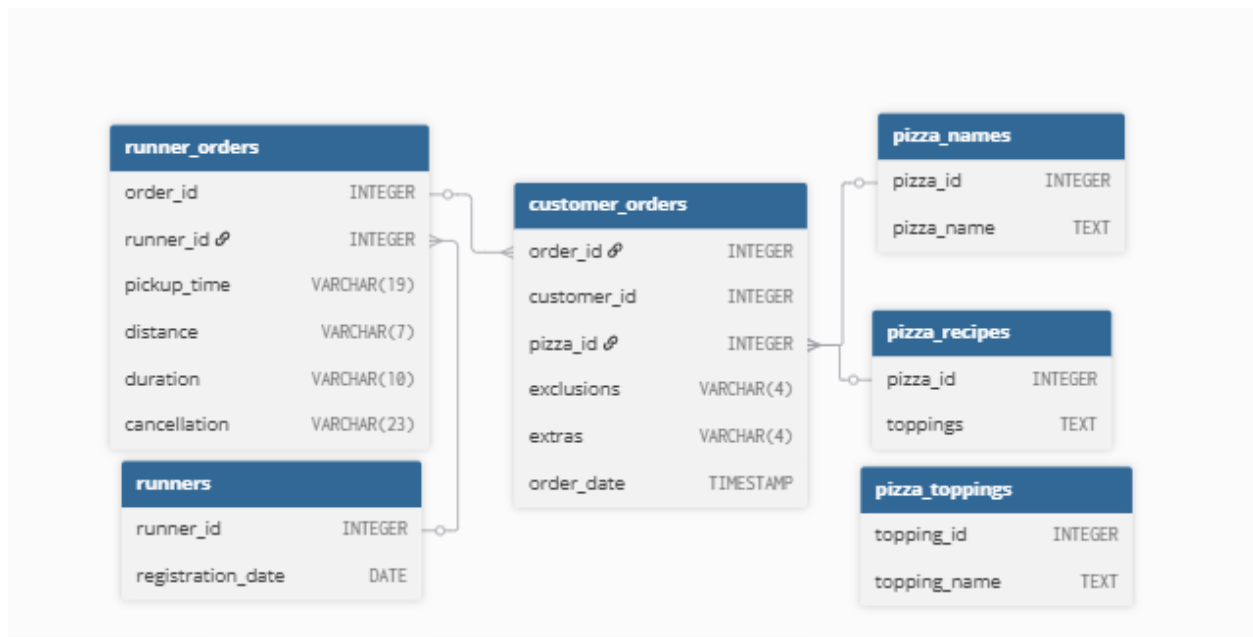 runner_orders
order_id INTEGER
runner_id INTEGER
pickup_time VARCHAR(19)
distance VARCHAR(7)
duration VARCHAR(10)
cancellation VARCHAR(23)
runners
runner_id INTEGER
registration_date DATE
customer_orders
order_id INTEGER
customer_id INTEGER
pizza_id INTEGER
exclusions VARCHAR(4)
extras VARCHAR(4)
order_date TIMESTAMP
pizza_names
pizza_id INTEGER
pizza_name TEXT
pizza_recipes
pizza_id INTEGER
toppings TEXT
pizza_toppings
topping_id INTEGER
topping_name TEXT